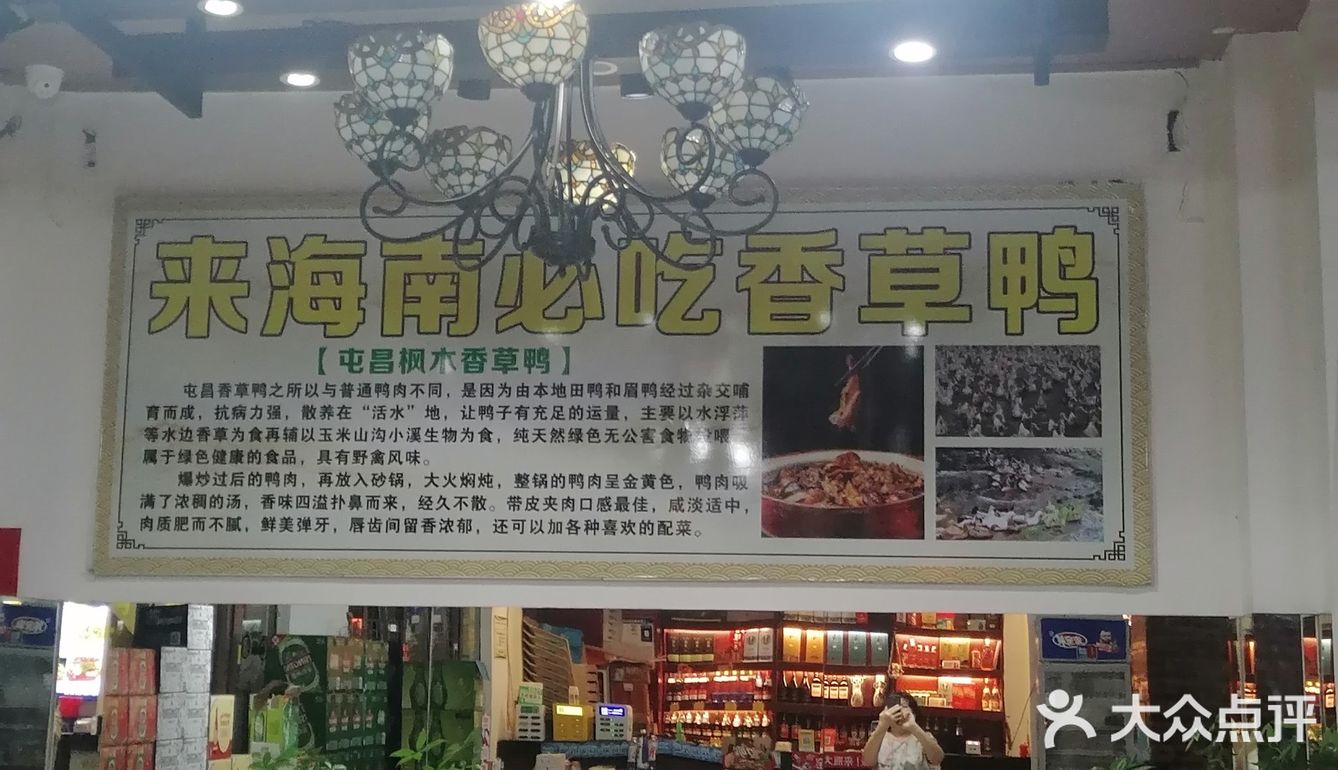 来海南必吃香草鸭
【屯昌枫木香草鸭】
屯昌香草鸭之所以与普通鸭肉不同，是因为由本地田鸭和眉鸭经过杂交哺
育而成，抗病力强，散养在“活水”地，让鸭子有充足的运量，主要以水浮萍
等水边香草为食再辅以玉米山沟小溪生物为食，纯天然绿色无公害食物 喂
属于绿色健康的食品，具有野禽风味。
爆炒过后的鸭肉，再放入砂锅，大火焖炖，整锅的鸭肉呈金黄色，鸭肉吸
满了浓稠的汤，香味四溢扑鼻而来，经久不散。带皮夹肉口感最佳，咸淡适中，
肉质肥而不腻，鲜美弹牙，唇齿间留香浓郁，还可以加各种喜欢的配菜。
大众点评